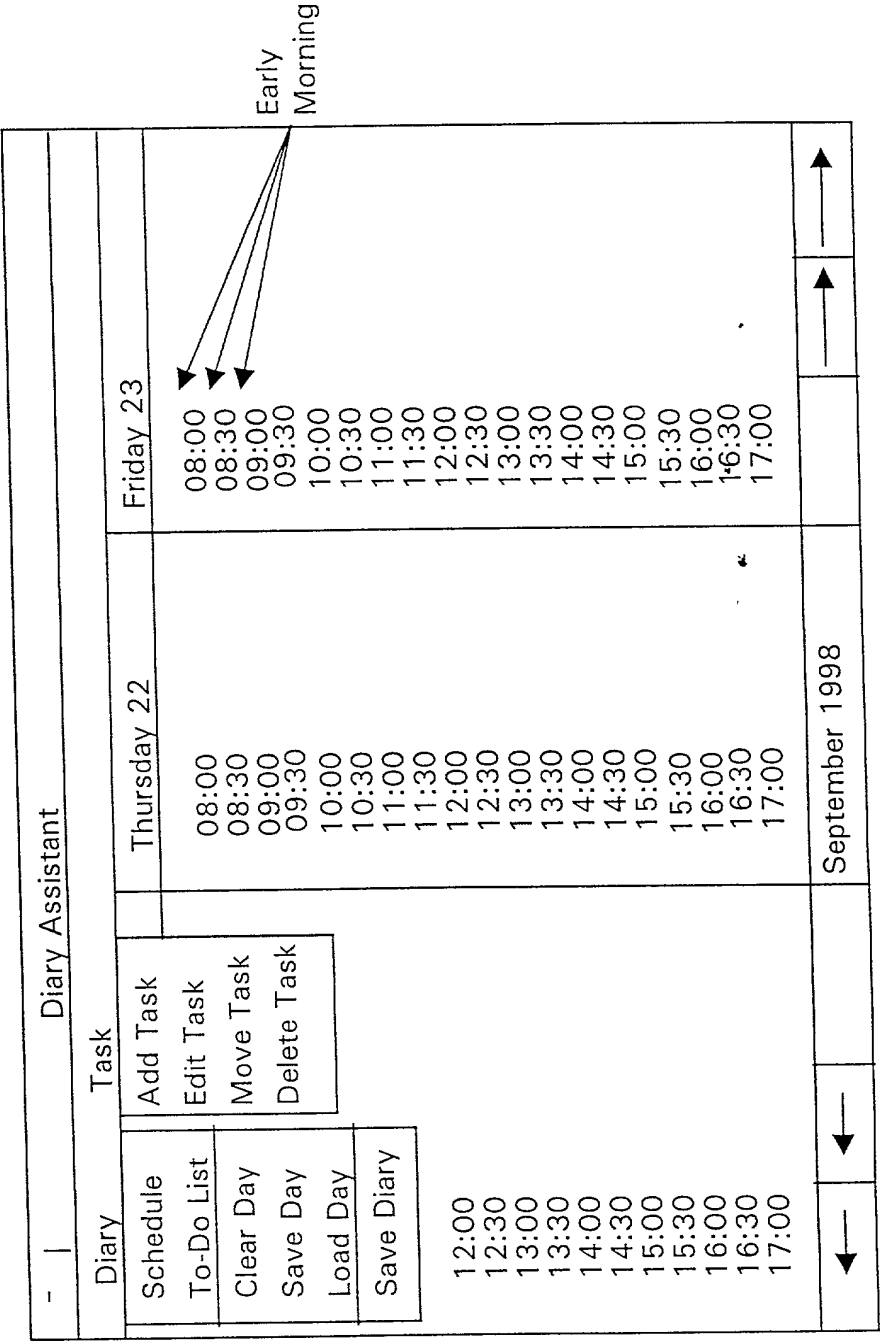 -
Diary Assistant
Diary Task
Schedule
To-Do List
Clear Day
Save Day
Load Day
Save Diary
Add Task
Edit Task
Move Task
Delete Task
12:00
12:30
13:00
13:30
14:00
14:30
15:00
15:30
16:00
16:30
17:00
Thursday 22
08:00
08:30
09:00
09:30
10:00
10:30
11:00
11:30
12:00
12:30
13:00
13:30
14:00
14:30
15:00
15:30
16:00
16:30
17:00
Friday 23
08:00
08:30
09:00
09:30
10:00
10:30
11:00
11:30
12:00
12:30
13:00
13:30
14:00
14:30
15:00
15:30
16:00
16:30
17:00
Early
Morning
September 1998